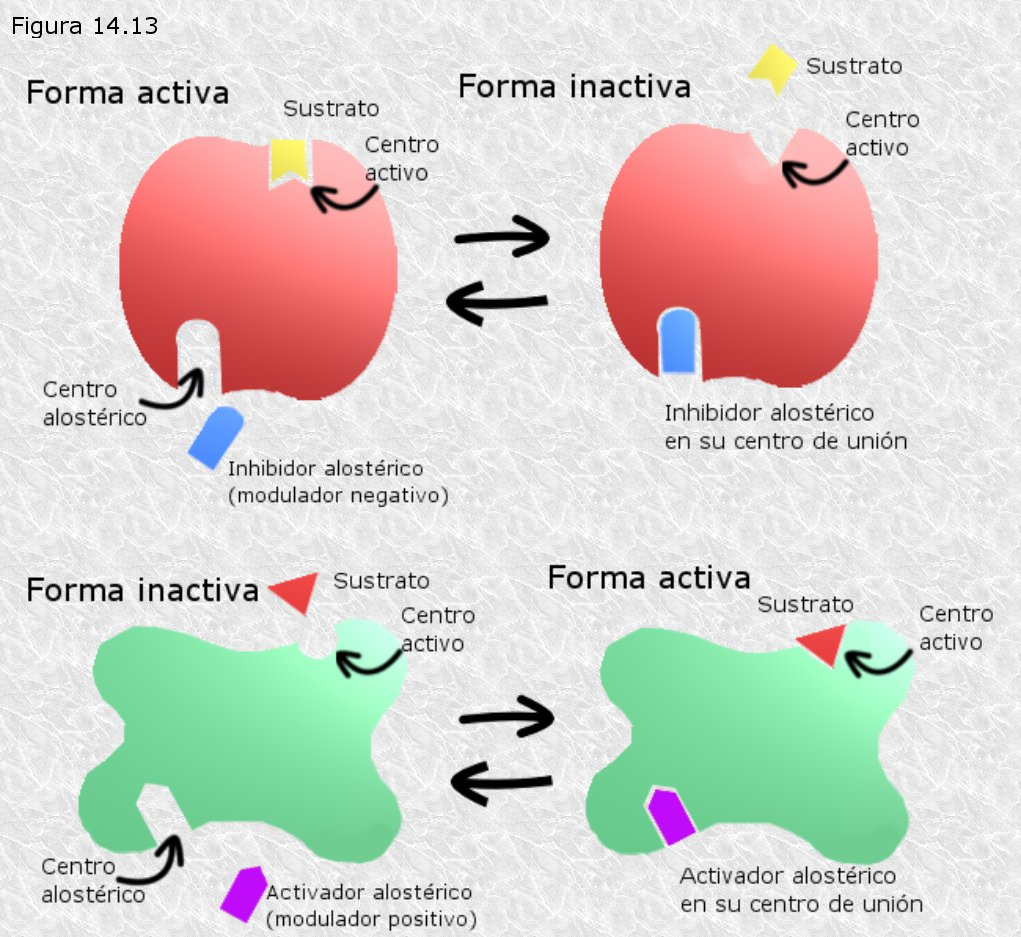 Figura 14.13
Forma activa
Sustrato
Centro
activo
Centro
alostérico
Inhibidor alostérico
(modulador negativo)
Forma inactiva
Sustrato
Centro
activo
Inhibidor alostérico
en su centro de unión
Forma inactiva
Sustrato
Centro
activo
Centro
alostérico
Activador alostérico
(modulador positivo)
Forma activa
Sustrato
Centro
activo
Activador alostérico
en su centro de unión